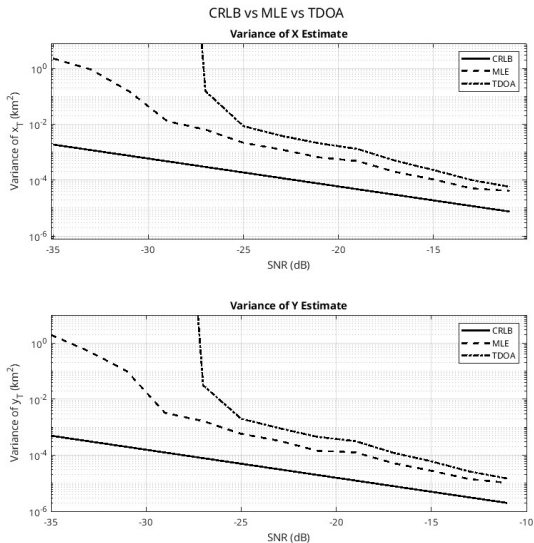 CRLB vs MLE vs TDOA
Variance of X Estimate
Variance of x_T (km^2)
10^0
10^-2
10^-4
10^-6
-35 -30 -25 -20 -15
SNR (dB)
CRLB
MLE
TDOA
Variance of Y Estimate
Variance of y_T (km^2)
10^0
10^-2
10^-4
10^-6
-35 -30 -25 -20 -15 -10
SNR (dB)
CRLB
MLE
TDOA